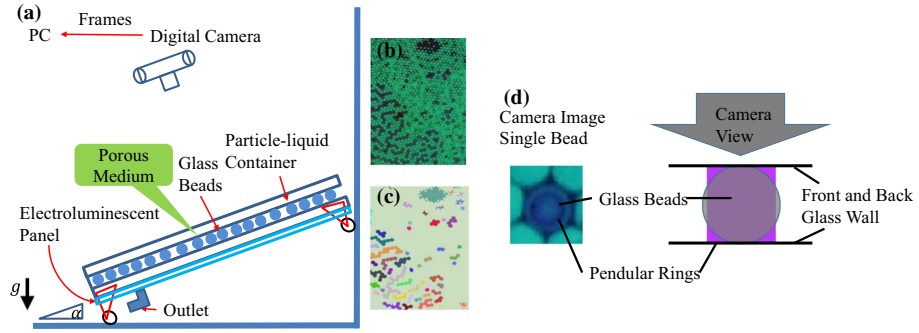 (a)
Frames
PC
Digital Camera
Particle-liquid
Container
Glass
Beads
Porous
Medium
Electroluminescent
Panel
g
α
Outlet
(b)
(c)
(d)
Camera Image
Single Bead
Camera
View
Glass Beads
Front and Back
Glass Wall
Pendular Rings